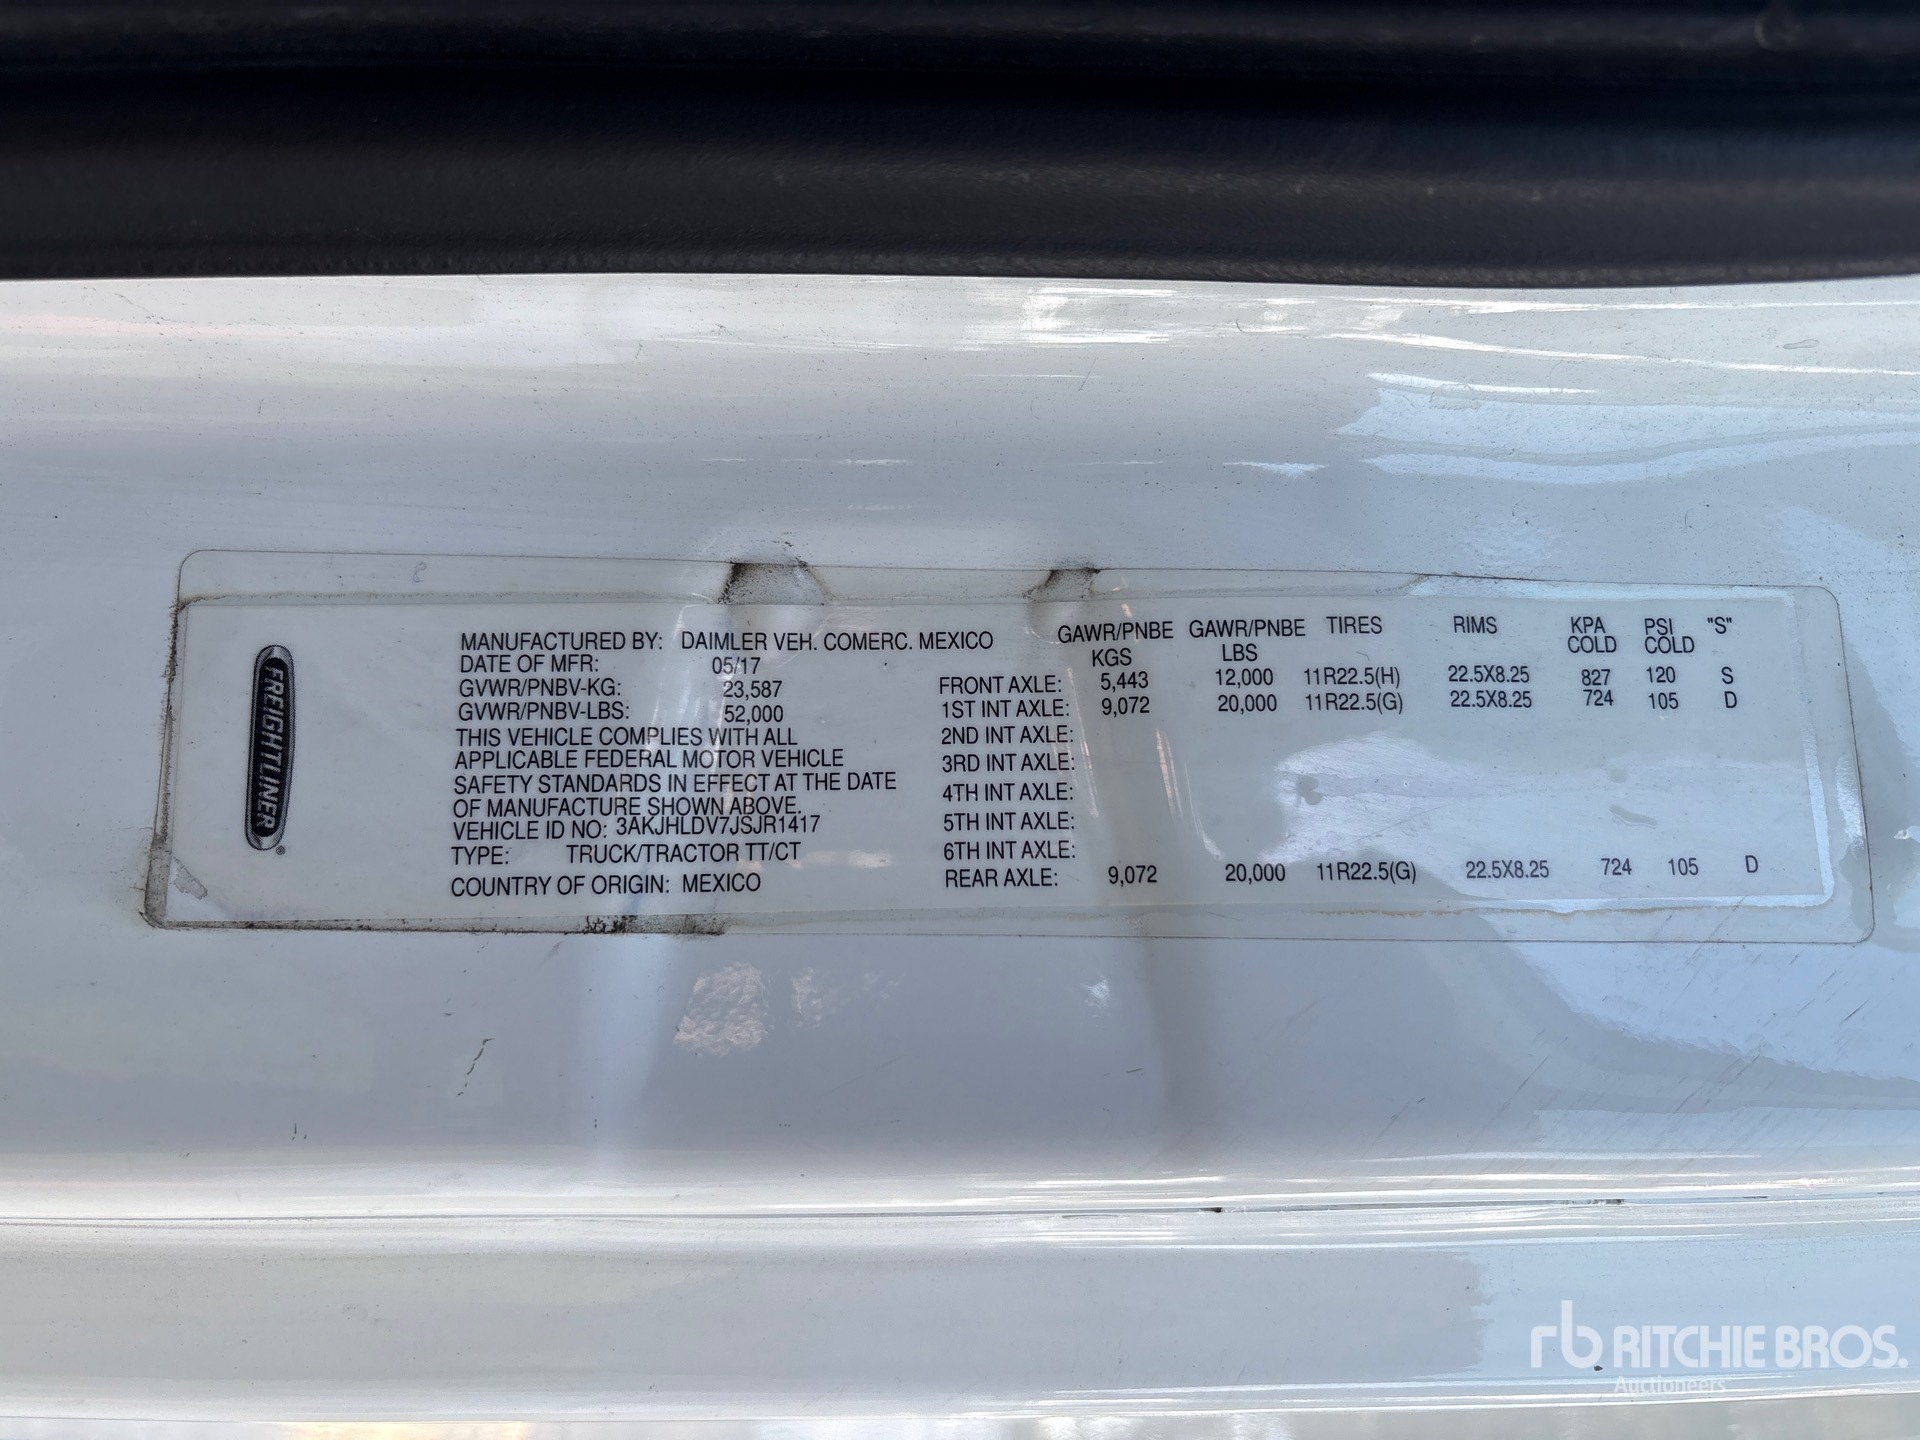 FREIGHTLINER®
MANUFACTURED BY: DAIMLER VEH. COMERC. MEXICO
DATE OF MFR: 05/17
GVWR/PNBV-KG: 23,587
GVWR/PNBV-LBS: 52,000
THIS VEHICLE COMPLIES WITH ALL
APPLICABLE FEDERAL MOTOR VEHICLE
SAFETY STANDARDS IN EFFECT AT THE DATE
OF MANUFACTURE SHOWN ABOVE.
VEHICLE ID NO: 3AKJHLDV7JSJR1417
TYPE: TRUCK/TRACTOR TT/CT
COUNTRY OF ORIGIN: MEXICO
GAWR/PNBE GAWR/PNBE TIRES RIMS KPA PSI "S"
KGS LBS COLD COLD
FRONT AXLE: 5,443 12,000 11R22.5(H) 22.5X8.25 827 120 S
1ST INT AXLE: 9,072 20,000 11R22.5(G) 22.5X8.25 724 105 D
2ND INT AXLE:
3RD INT AXLE:
4TH INT AXLE:
5TH INT AXLE:
6TH INT AXLE:
REAR AXLE: 9,072 20,000 11R22.5(G) 22.5X8.25 724 105 D
rb RITCHIE BROS.
Auctioneers